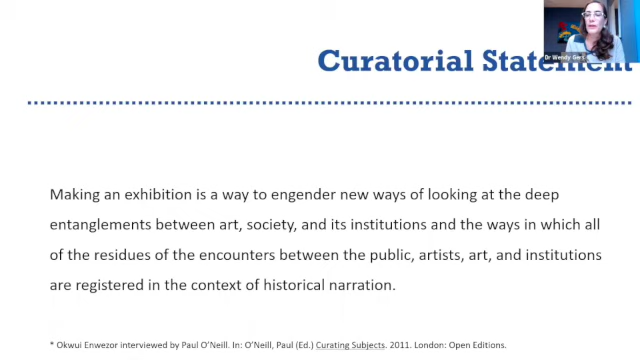 Curatorial Statement
Dr Wendy Gers
Making an exhibition is a way to engender new ways of looking at the deep
entanglements between art, society, and its institutions and the ways in which all
of the residues of the encounters between the public, artists, art, and institutions
are registered in the context of historical narration.
* Okwui Enwezor interviewed by Paul O’Neill. In: O’Neill, Paul (Ed.) Curating Subjects. 2011. London: Open Editions.